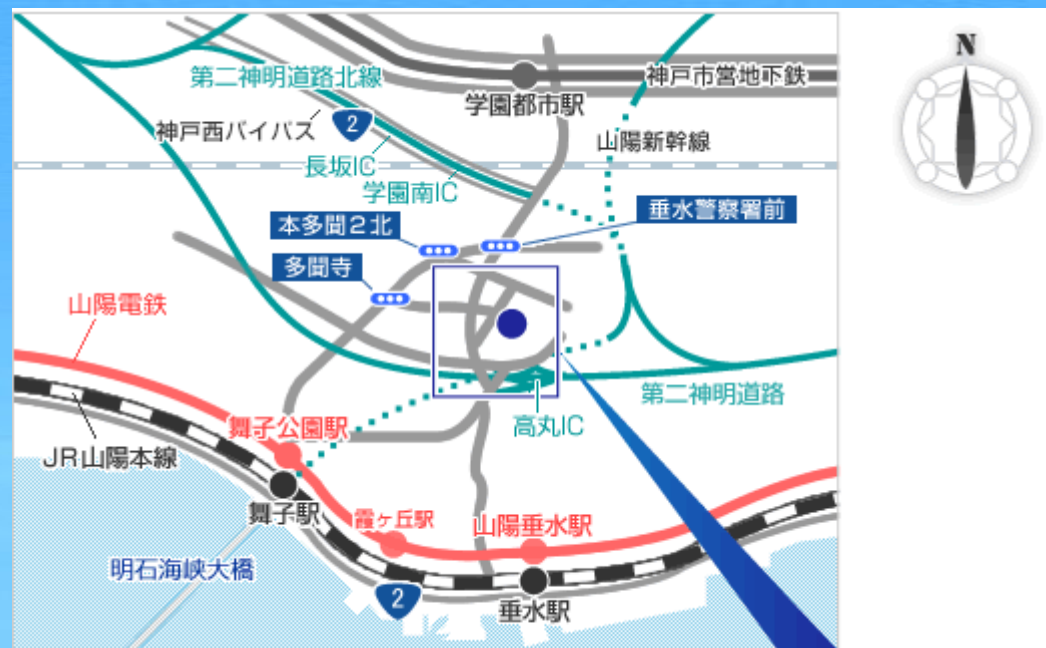 N
第二神明道路北線
神戸市営地下鉄
学園都市駅
神戸西バイパス
2
山陽新幹線
長坂IC
学園南IC
垂水警察署前
本多聞2北
多聞寺
山陽電鉄
第二神明道路
高丸IC
舞子公園駅
JR山陽本線
舞子駅
霞ヶ丘駅
山陽垂水駅
明石海峡大橋
2
垂水駅